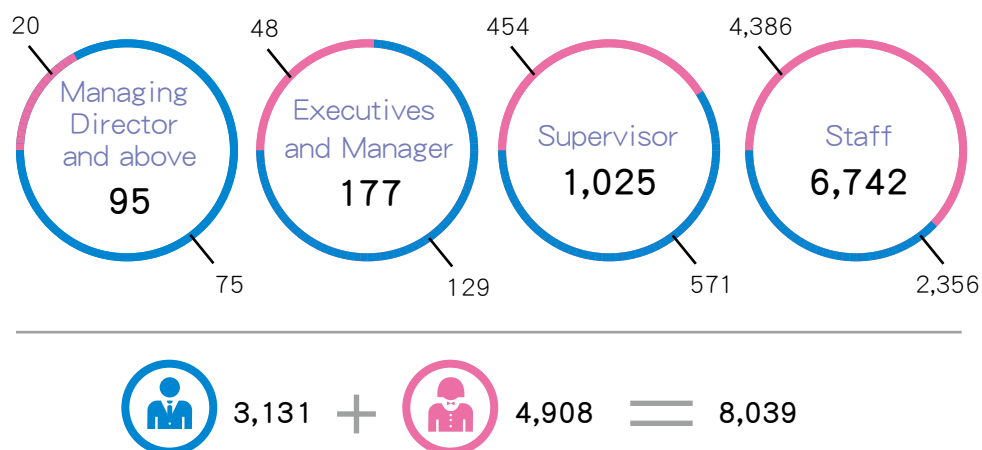 20
Managing
Director
and above
95
75
48
Executives
and Manager
177
129
454
Supervisor
1,025
571
4,386
Staff
6,742
2,356
3,131 + 4,908 = 8,039